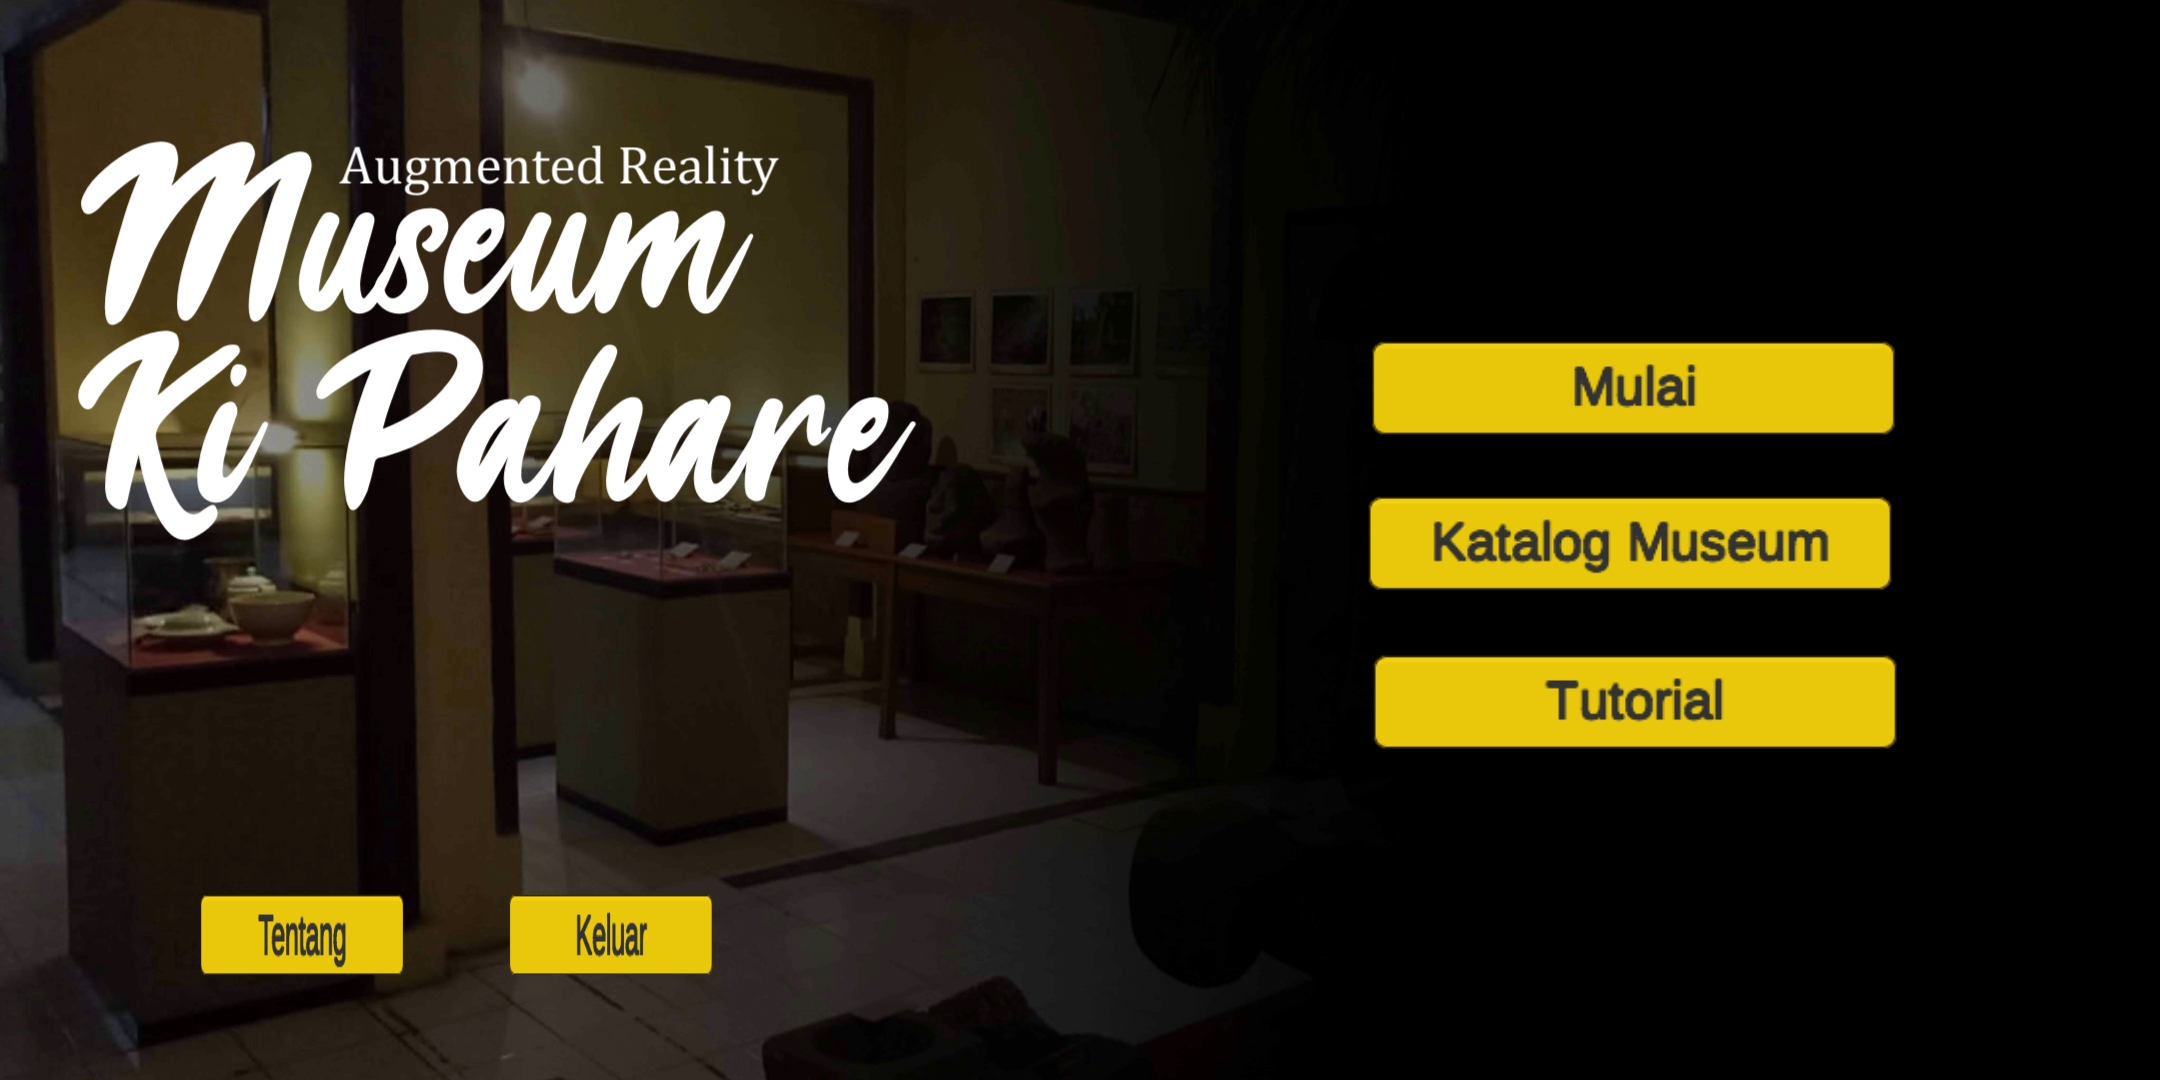 Augmented Reality
Museum
Ki Pahare
Mulai
Katalog Museum
Tutorial
Tentang
Keluar